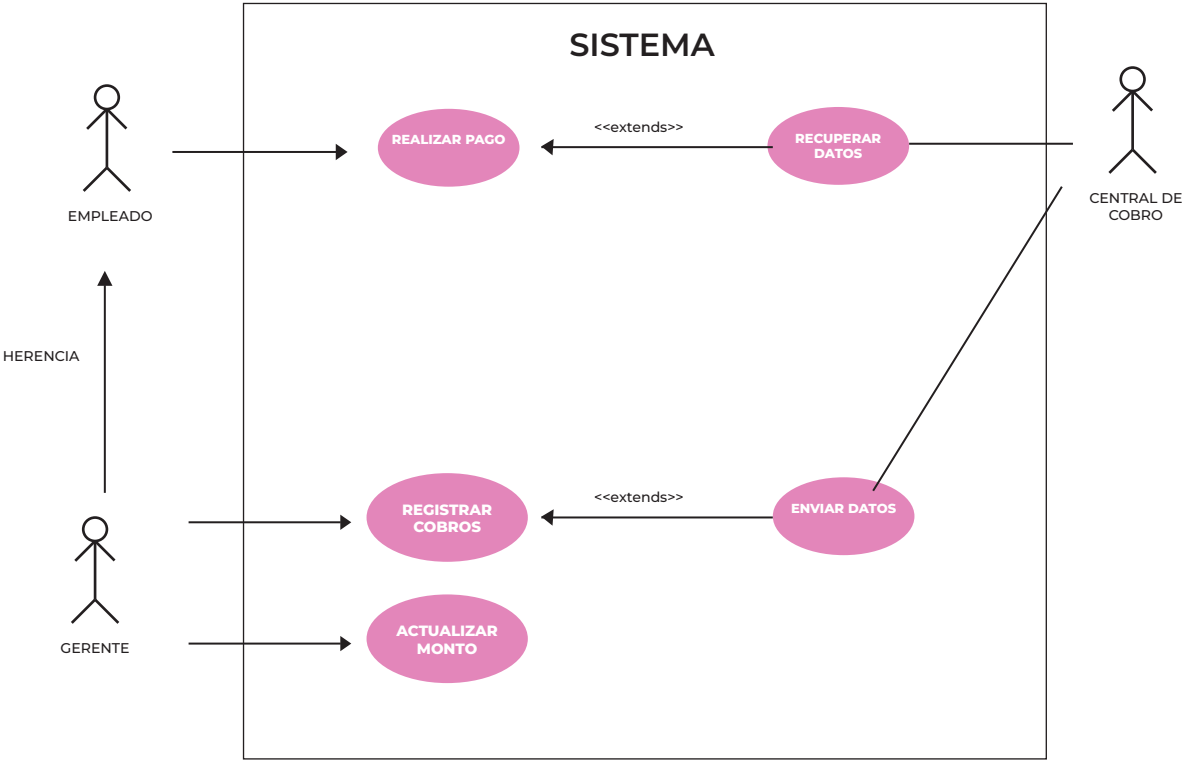 SISTEMA
REALIZAR PAGO
<<extends>>
RECUPERAR
DATOS
EMPLEADO
CENTRAL DE
COBRO
HERENCIA
REGISTRAR
COBROS
<<extends>>
ENVIAR DATOS
ACTUALIZAR
MONTO
GERENTE